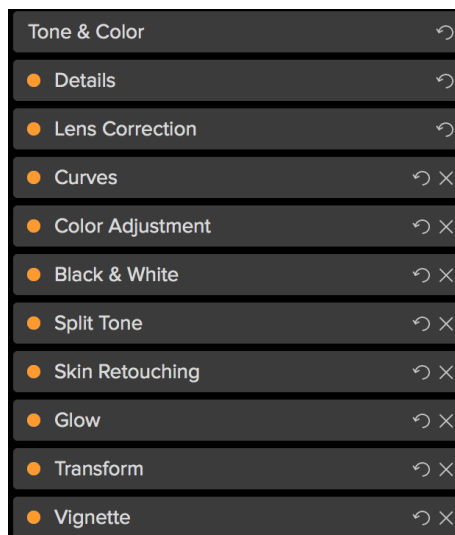 Tone & Color
Details
Lens Correction
Curves
Color Adjustment
Black & White
Split Tone
Skin Retouching
Glow
Transform
Vignette